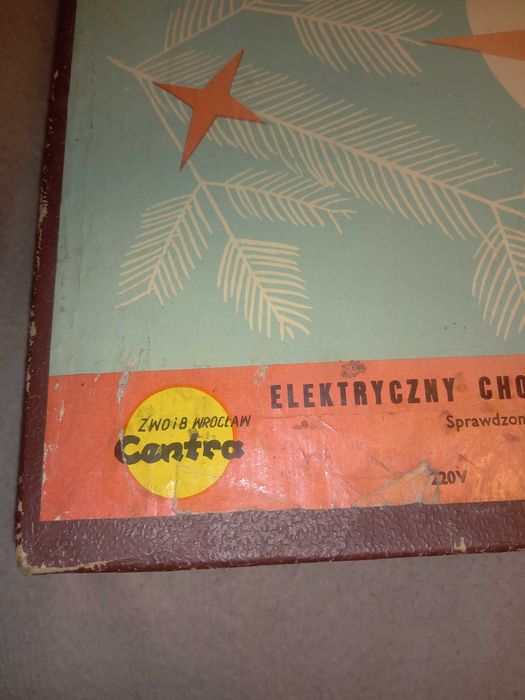 ELEKTRYCZNY CHO
ZWOiB WROCŁAW
Centra
Sprawdzon
220V